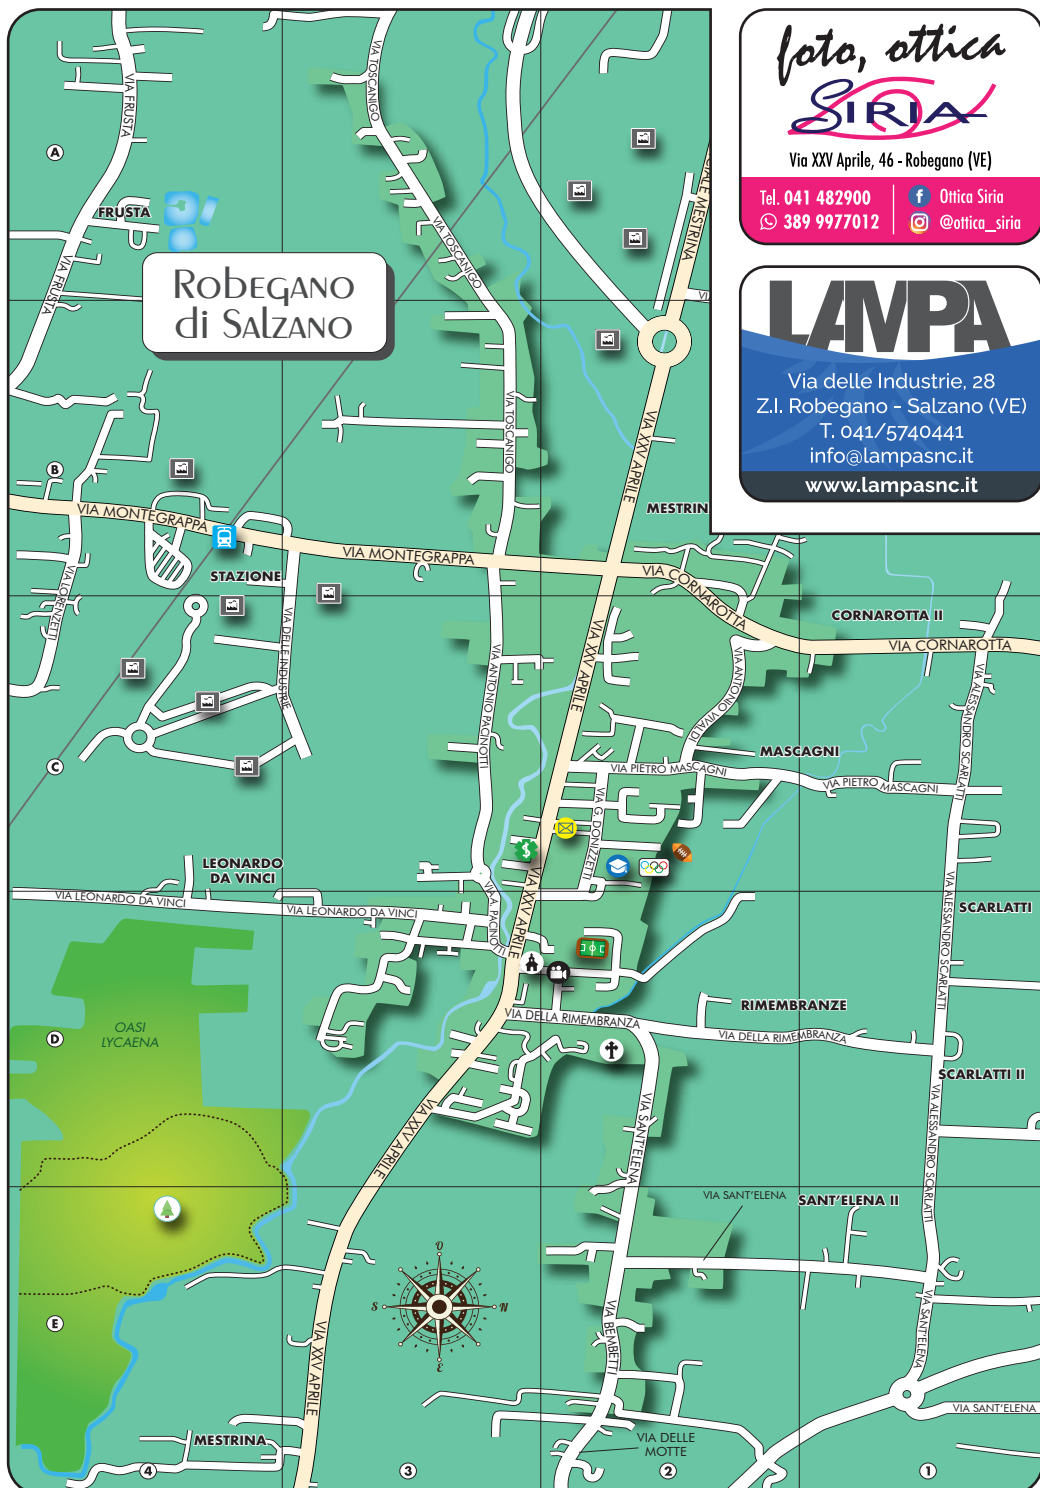 foto, ottica
SIRIA
Via XXV Aprile, 46 - Robegano (VE)
Tel. 041 482900
389 9977012
f Ottica Siria
@ottica_siria
LAMPA
Via delle Industrie, 28
Z.I. Robegano - Salzano (VE)
T. 041/5740441
info@lampasnc.it
www.lampasnc.it
Robegano
di Salzano
VIA FRUSTA
VIA TOSCANIGO
A
FRUSTA
VIA TOSCANIGO
VIALE MESTRINA
VIA FRUSTA
VIA TOSCANIGO
VIA XXV APRILE
B
MESTRIN
VIA MONTEGRAPPA
VIA MONTEGRAPPA
STAZIONE
VIA CORNAROTTA
VIA LORENZETTI
VIA DELLE INDUSTRIE
CORNAROTTA II
VIA CORNAROTTA
VIA XXV APRILE
VIA ANTONIO PACINOTTI
VIA ANTONIO VIVALDI
VIA ALESSANDRO SCARLATTI
MASCAGNI
C
VIA PIETRO MASCAGNI
VIA PIETRO MASCAGNI
VIA G. DONIZZETTI
$
LEONARDO
DA VINCI
VIA LEONARDO DA VINCI
VIA LEONARDO DA VINCI
VIA A. PACINOTTI
VIA XXV APRILE
VIA ALESSANDRO SCARLATTI
SCARLATTI
RIMEMBRANZE
VIA DELLA RIMEMBRANZA
VIA DELLA RIMEMBRANZA
OASI
LYCAENA
D
SCARLATTI II
VIA XXV APRILE
VIA SANT'ELENA
VIA ALESSANDRO SCARLATTI
VIA SANT'ELENA
SANT'ELENA II
O
S
N
E
E
VIA XXV APRILE
VIA BEMBETTI
VIA SANT'ELENA
VIA SANT'ELENA
MESTRINA
VIA DELLE
MOTTE
4
3
2
1